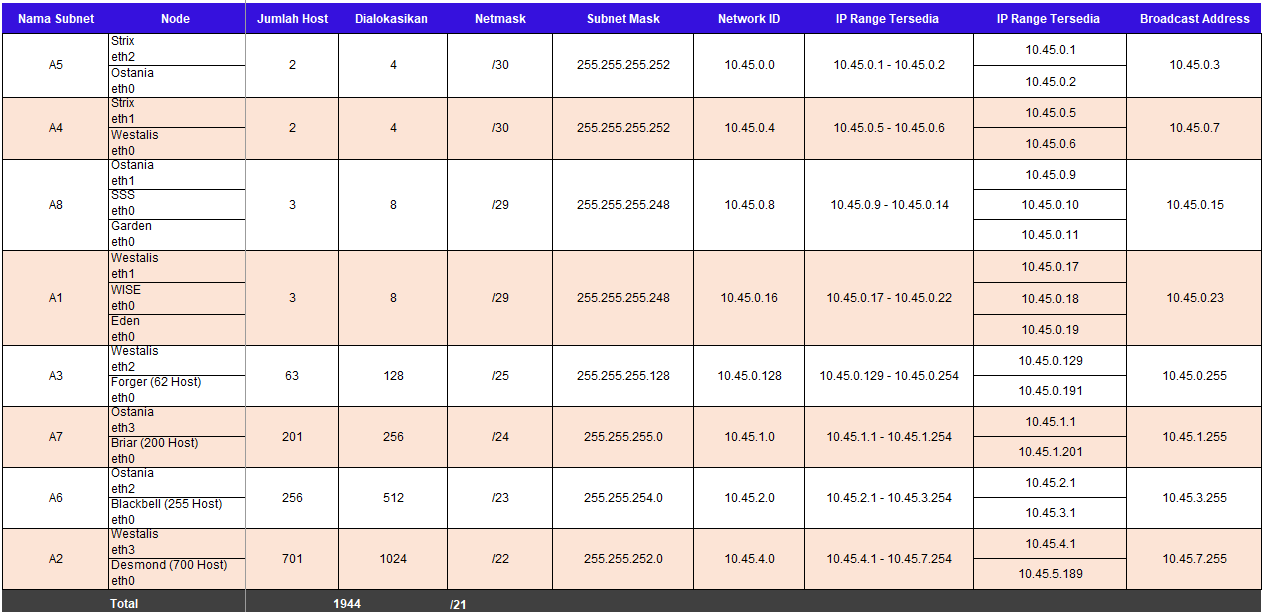 Nama Subnet Node Jumlah Host Dialokasikan Netmask Subnet Mask Network ID IP Range Tersedia IP Range Tersedia Broadcast Address
A5 2 4 /30 255.255.255.252 10.45.0.0 10.45.0.1 - 10.45.0.2 10.45.0.3
Strix
eth2
10.45.0.1
Ostania
eth0
10.45.0.2
A4 2 4 /30 255.255.255.252 10.45.0.4 10.45.0.5 - 10.45.0.6 10.45.0.7
Strix
eth1
10.45.0.5
Westalis
eth0
10.45.0.6
A8 3 8 /29 255.255.255.248 10.45.0.8 10.45.0.9 - 10.45.0.14 10.45.0.15
Ostania
eth1
10.45.0.9
SSS
eth0
10.45.0.10
Garden
eth0
10.45.0.11
A1 3 8 /29 255.255.255.248 10.45.0.16 10.45.0.17 - 10.45.0.22 10.45.0.23
Westalis
eth1
10.45.0.17
WISE
eth0
10.45.0.18
Eden
eth0
10.45.0.19
A3 63 128 /25 255.255.255.128 10.45.0.128 10.45.0.129 - 10.45.0.254 10.45.0.255
Westalis
eth2
10.45.0.129
Forger (62 Host)
eth0
10.45.0.191
A7 201 256 /24 255.255.255.0 10.45.1.0 10.45.1.1 - 10.45.1.254 10.45.1.255
Ostania
eth3
10.45.1.1
Briar (200 Host)
eth0
10.45.1.201
A6 256 512 /23 255.255.254.0 10.45.2.0 10.45.2.1 - 10.45.3.254 10.45.3.255
Ostania
eth2
10.45.2.1
Blackbell (255 Host)
eth0
10.45.3.1
A2 701 1024 /22 255.255.252.0 10.45.4.0 10.45.4.1 - 10.45.7.254 10.45.7.255
Westalis
eth3
10.45.4.1
Desmond (700 Host)
eth0
10.45.5.189
Total 1944 /21